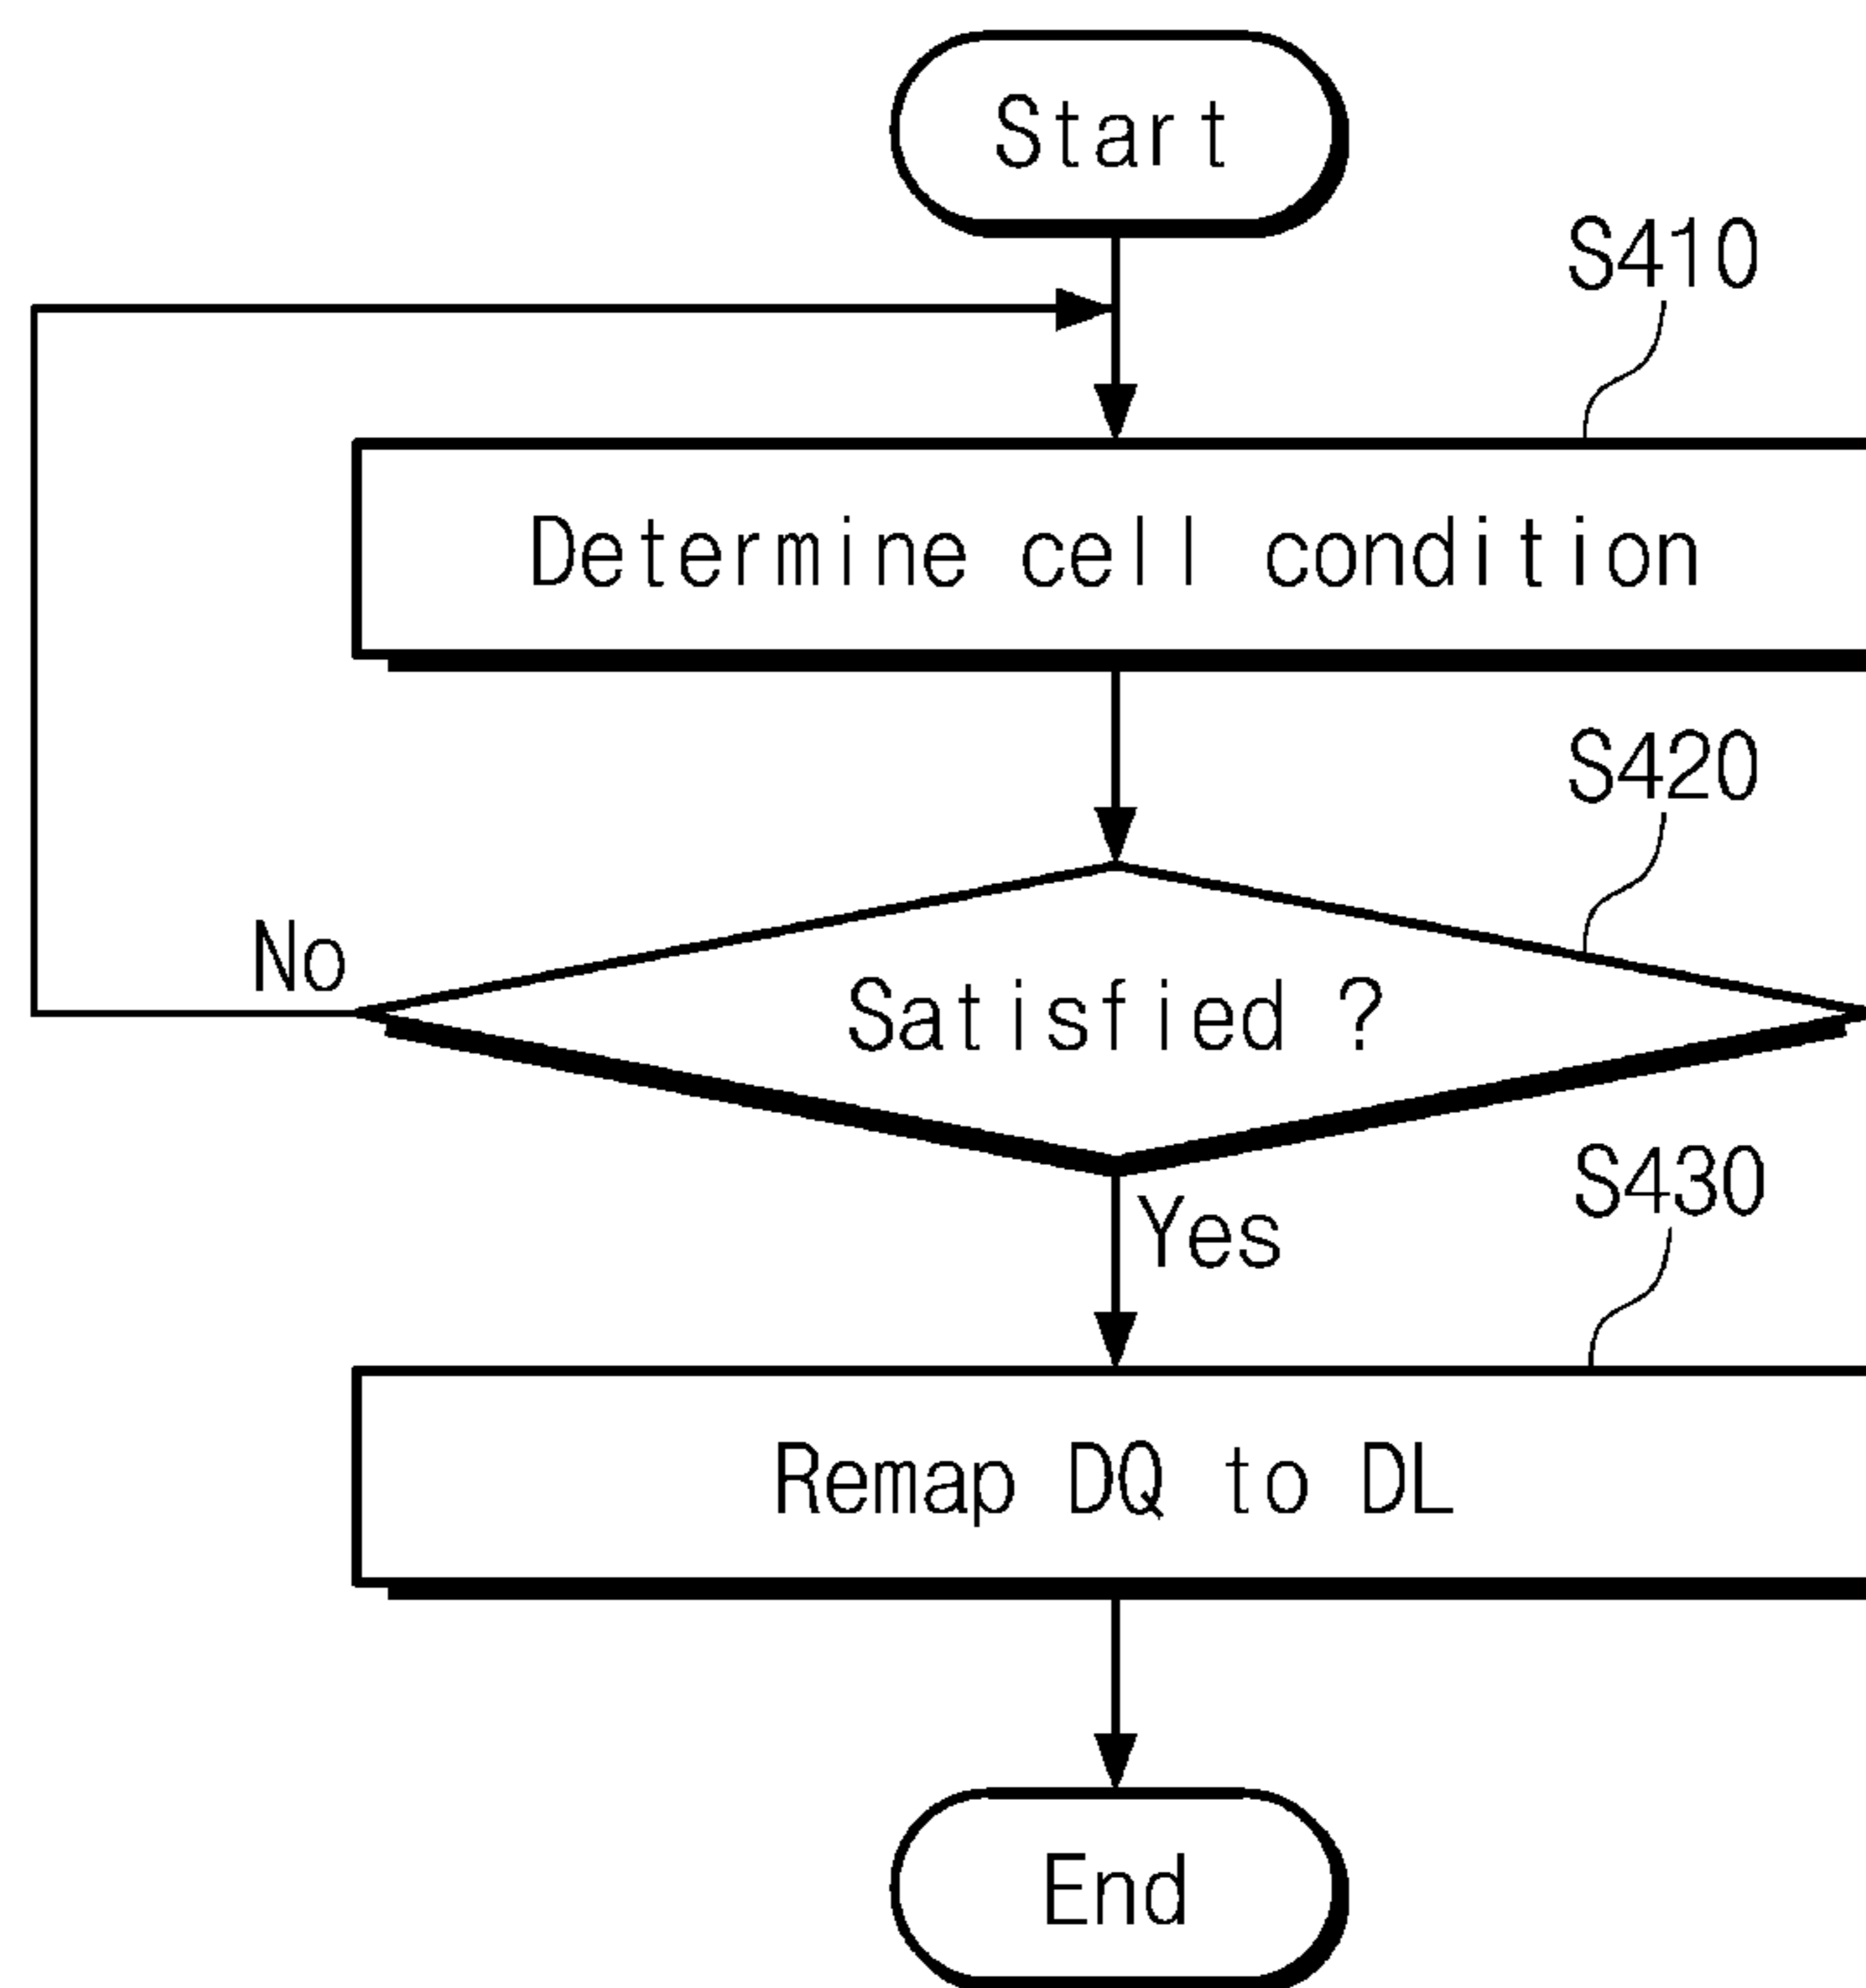 Start
S410
Determine cell condition
S420
No
Satisfied ?
Yes
S430
Remap DQ to DL
End